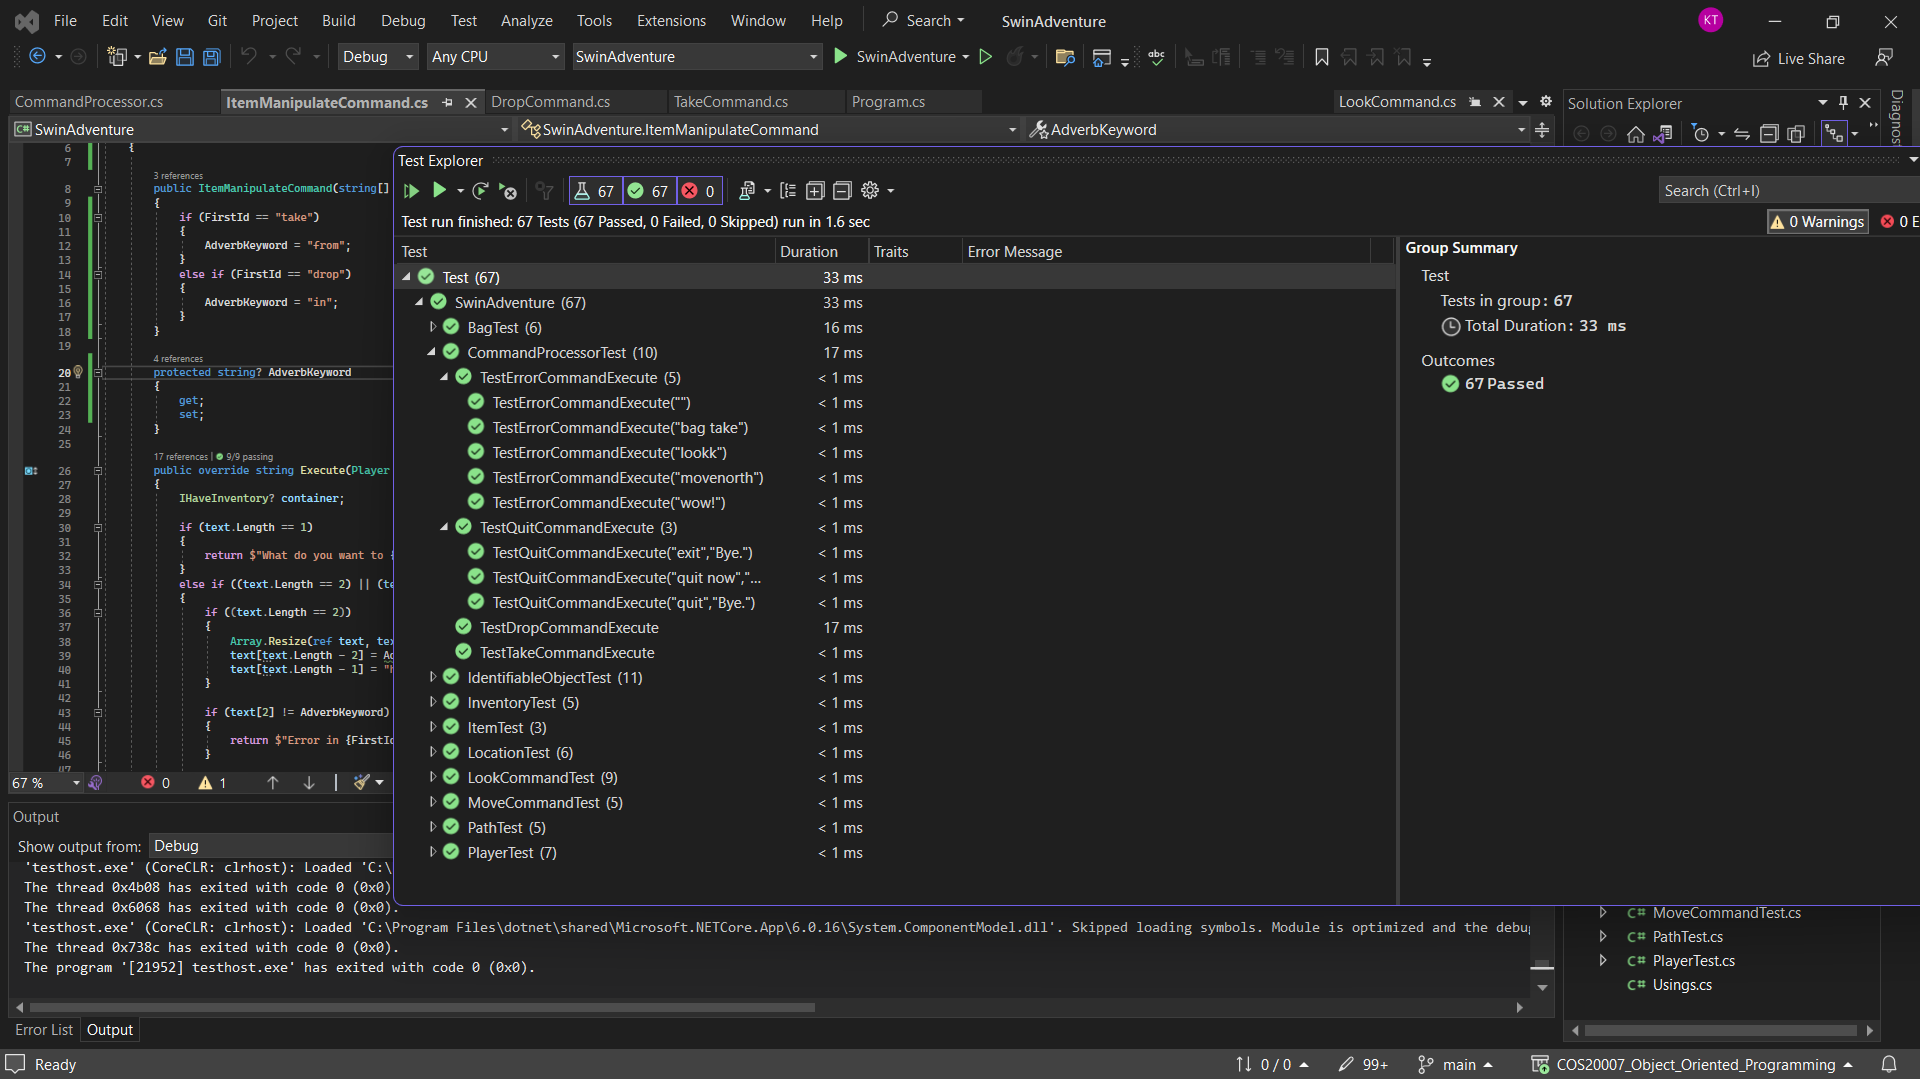 File Edit View Git Project Build Debug Test Analyze Tools Extensions Window Help Search SwinAdventure KT
Debug Any CPU SwinAdventure SwinAdventure Live Share
CommandProcessor.cs ItemManipulateCommand.cs DropCommand.cs TakeCommand.cs Program.cs LookCommand.cs
SwinAdventure SwinAdventure.ItemManipulateCommand AdverbKeyword
6 {
7
3 references
8 public ItemManipulateCommand(string[]
9 {
10 if (FirstId == "take")
11 {
12 AdverbKeyword = "from";
13 }
14 else if (FirstId == "drop")
15 {
16 AdverbKeyword = "in";
17 }
18 }
19
4 references
20 protected string? AdverbKeyword
21 {
22 get;
23 set;
24 }
25
17 references | 9/9 passing
26 public override string Execute(Player
27 {
28 IHaveInventory? container;
29
30 if (text.Length == 1)
31 {
32 return $"What do you want to {
33 }
34 else if ((text.Length == 2) || (te
35 {
36 if ((text.Length == 2))
37 {
38 Array.Resize(ref text, tex
39 text[text.Length - 2] = Ad
40 text[text.Length - 1] = "h
41 }
42
43 if (text[2] != AdverbKeyword)
44 {
45 return $"Error in {FirstId
46 }
47
67 % 0 1
Test Explorer
67 67 0
Search (Ctrl+I)
Test run finished: 67 Tests (67 Passed, 0 Failed, 0 Skipped) run in 1.6 sec
0 Warnings 0 E
Test Duration Traits Error Message
Test (67) 33 ms
SwinAdventure (67) 33 ms
BagTest (6) 16 ms
CommandProcessorTest (10) 17 ms
TestErrorCommandExecute (5) < 1 ms
TestErrorCommandExecute("") < 1 ms
TestErrorCommandExecute("bag take") < 1 ms
TestErrorCommandExecute("lookk") < 1 ms
TestErrorCommandExecute("movenorth") < 1 ms
TestErrorCommandExecute("wow!") < 1 ms
TestQuitCommandExecute (3) < 1 ms
TestQuitCommandExecute("exit","Bye.") < 1 ms
TestQuitCommandExecute("quit now","... < 1 ms
TestQuitCommandExecute("quit","Bye.") < 1 ms
TestDropCommandExecute 17 ms
TestTakeCommandExecute < 1 ms
IdentifiableObjectTest (11) < 1 ms
InventoryTest (5) < 1 ms
ItemTest (3) < 1 ms
LocationTest (6) < 1 ms
LookCommandTest (9) < 1 ms
MoveCommandTest (5) < 1 ms
PathTest (5) < 1 ms
PlayerTest (7) < 1 ms
Group Summary
Test
Tests in group: 67
Total Duration: 33 ms
Outcomes
67 Passed
Solution Explorer
Diagnos
MoveCommandTest.cs
PathTest.cs
PlayerTest.cs
Usings.cs
Output
Show output from: Debug
'testhost.exe' (CoreCLR: clrhost): Loaded 'C:\
The thread 0x4b08 has exited with code 0 (0x0)
The thread 0x6068 has exited with code 0 (0x0).
'testhost.exe' (CoreCLR: clrhost): Loaded 'C:\Program Files\dotnet\shared\Microsoft.NETCore.App\6.0.16\System.ComponentModel.dll'. Skipped loading symbols. Module is optimized and the debug
The thread 0x738c has exited with code 0 (0x0).
The program '[21952] testhost.exe' has exited with code 0 (0x0).
Error List Output
Ready 0 / 0 99+ main COS20007_Object_Oriented_Programming